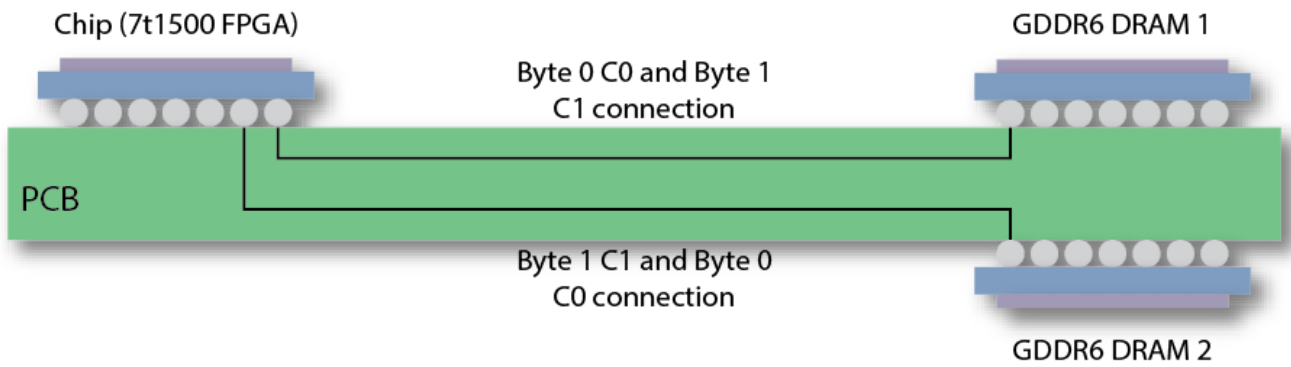 Chip (7t1500 FPGA)
GDDR6 DRAM 1
Byte 0 C0 and Byte 1
C1 connection
PCB
Byte 1 C1 and Byte 0
C0 connection
GDDR6 DRAM 2